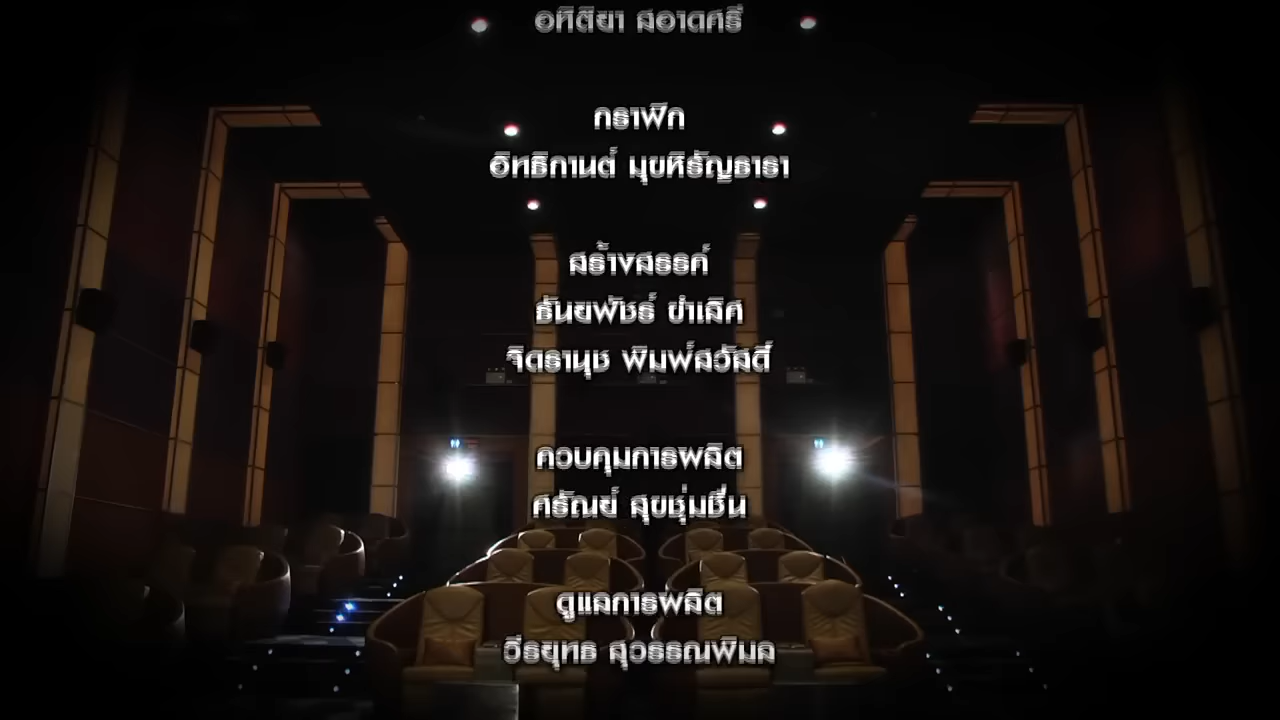 อทิติยา สอาดศรี
กราฟิก
อิทธิกานต์ มุขหิรัญธารา
สร้างสรรค์
ธันยพัชธ์ ขำเลิศ
จิตรานุช พิมพ์สวัสดิ์
ควบคุมการผลิต
ศรัณย์ สุขชุ่มชื่น
ดูแลการผลิต
วีรยุทธ สุวรรณพิมล